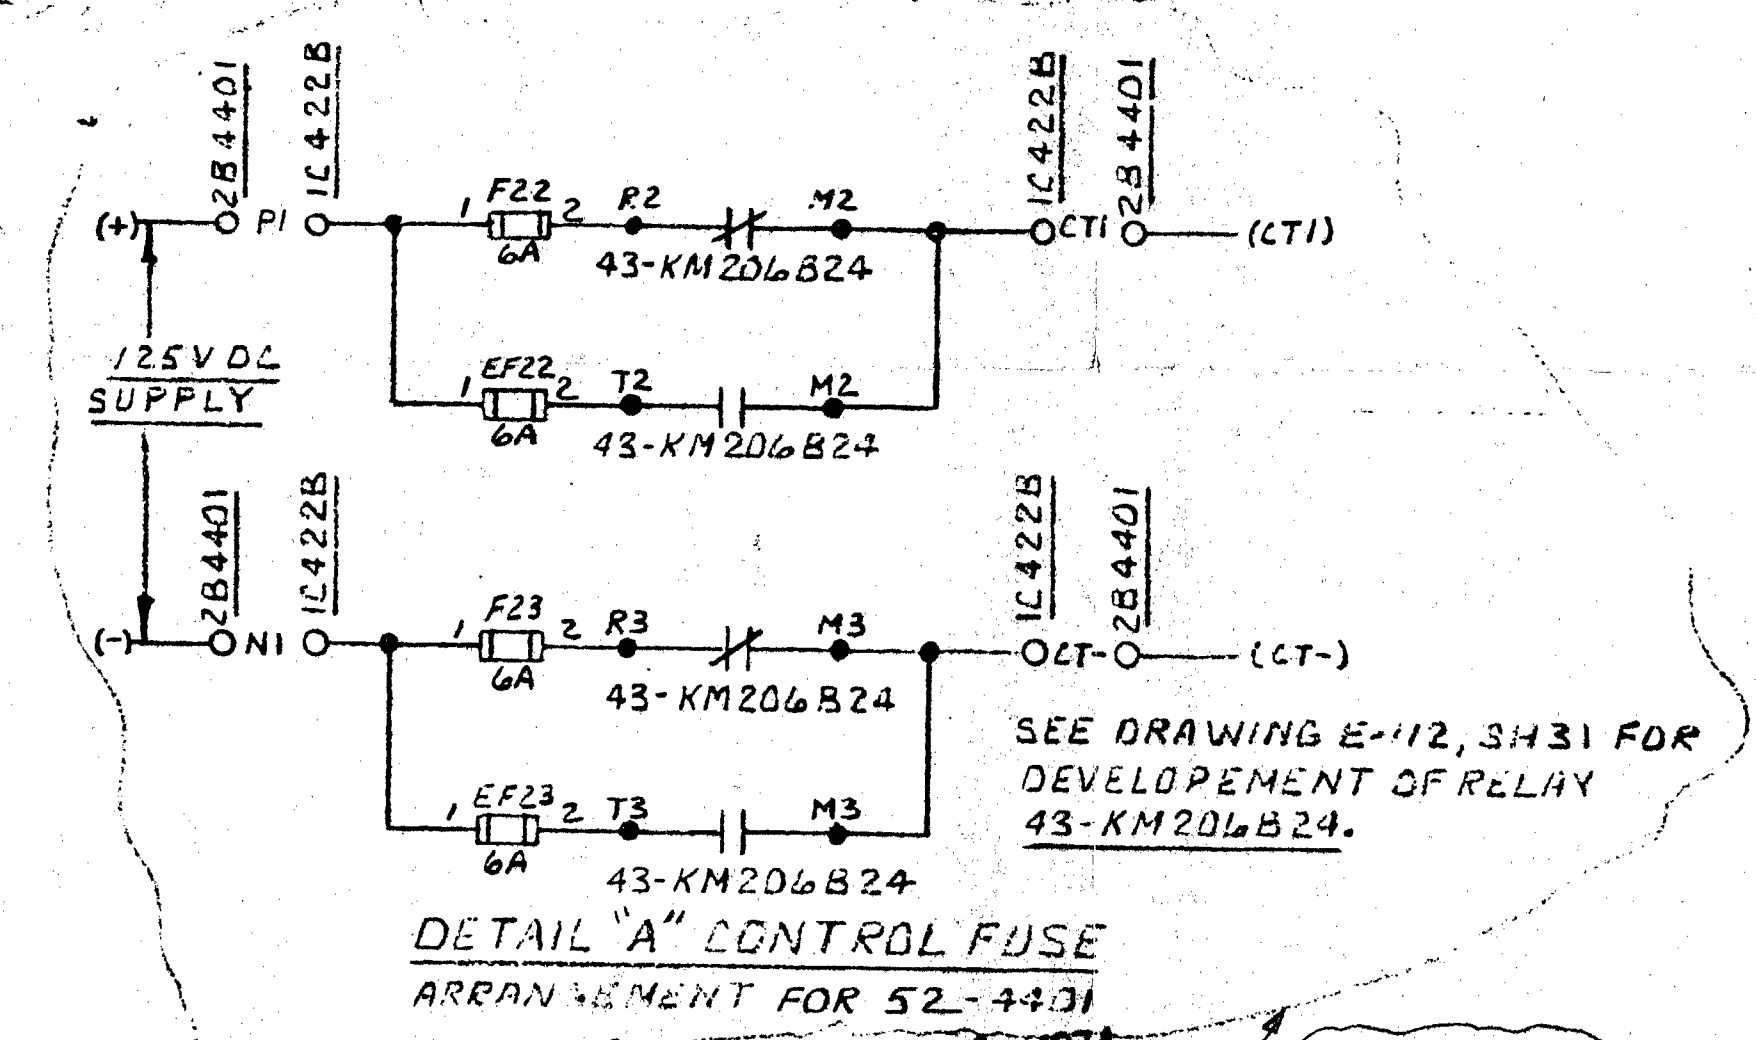 2B4401
1C422B
1C422B
2B4401
(+)
P1
1
F22
2
6A
R2
M2
43-KM206B24
CT1
(CT1)
125V DC
SUPPLY
1
EF22
2
6A
T2
M2
43-KM206B24
2B4401
1C422B
1C422B
2B4401
(-)
N1
1
F23
2
6A
R3
M3
43-KM206B24
CT-
(CT-)
1
EF23
2
6A
T3
M3
43-KM206B24
SEE DRAWING E-112, SH31 FOR
DEVELOPEMENT OF RELAY
43-KM206B24.
DETAIL "A" CONTROL FUSE
ARRANGEMENT FOR 52-4401